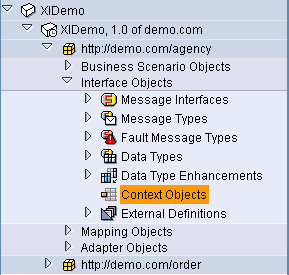 XIDemo
XIDemo, 1.0 of demo.com
http://demo.com/agency
Business Scenario Objects
Interface Objects
Message Interfaces
Message Types
Fault Message Types
Data Types
Data Type Enhancements
Context Objects
External Definitions
Mapping Objects
Adapter Objects
http://demo.com/order